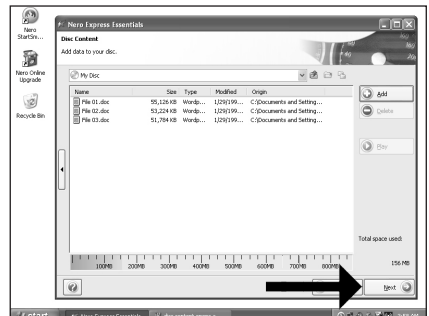 Nero Express Essentials
Nero
StartSm...
Disc Content
Add data to your disc.
Nero Online
Upgrade
My Disc
Name Size Type Modified Origin
Add
File 01.doc 55,126 KB Wordp... 1/29/199... C:\Documents and Setting...
File 02.doc 53,224 KB Wordp... 1/29/199... C:\Documents and Setting...
File 03.doc 51,784 KB Wordp... 1/29/199... C:\Documents and Setting...
Delete
Recycle Bin
Play
Total space used:
156 MB
100MB 200MB 300MB 400MB 500MB 600MB 700MB 800MB
Next
start Nero Express Essentials